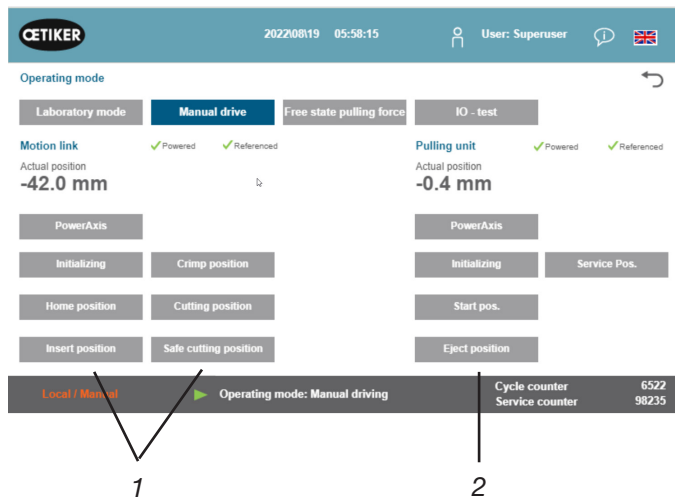 OETIKER
2022\08\19 05:58:15
User: Superuser
Operating mode
Laboratory mode Manual drive Free state pulling force IO - test
Motion link Powered Referenced Pulling unit Powered Referenced
Actual position Actual position
-42.0 mm -0.4 mm
PowerAxis PowerAxis
Initializing Crimp position Initializing Service Pos.
Home position Cutting position Start pos.
Insert position Safe cutting position Eject position
Local / Manual Operating mode: Manual driving Cycle counter 6522
Service counter 98235
1 2